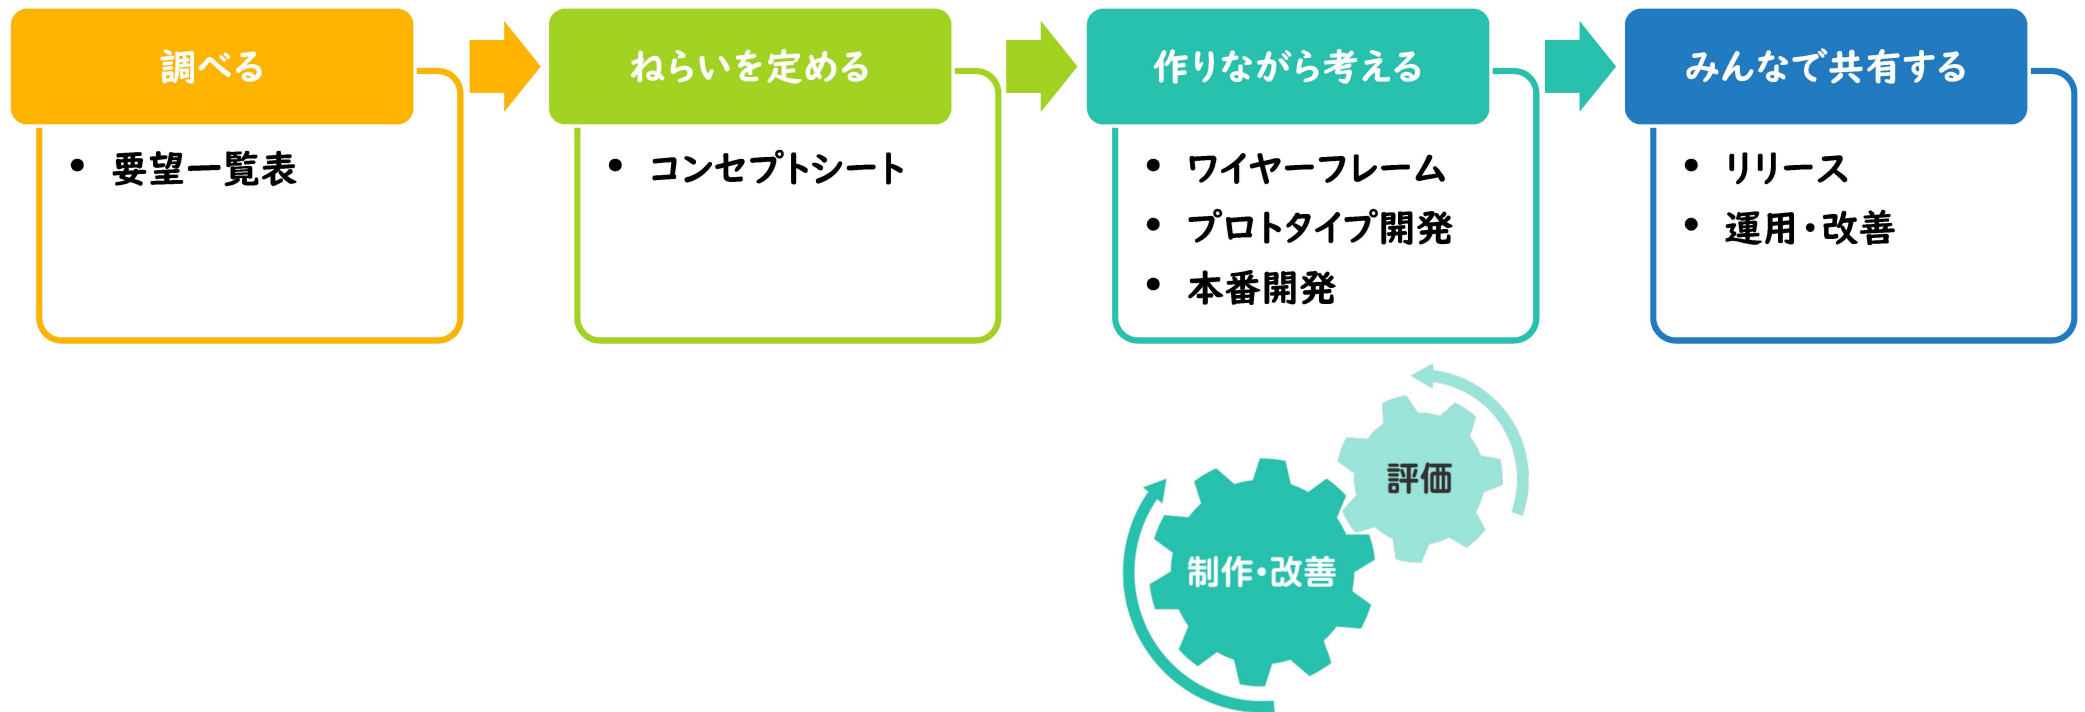 調べる
• 要望一覧表
ねらいを定める
• コンセプトシート
作りながら考える
• ワイヤーフレーム
• プロトタイプ開発
• 本番開発
みんなで共有する
• リリース
• 運用・改善
評価
制作・改善